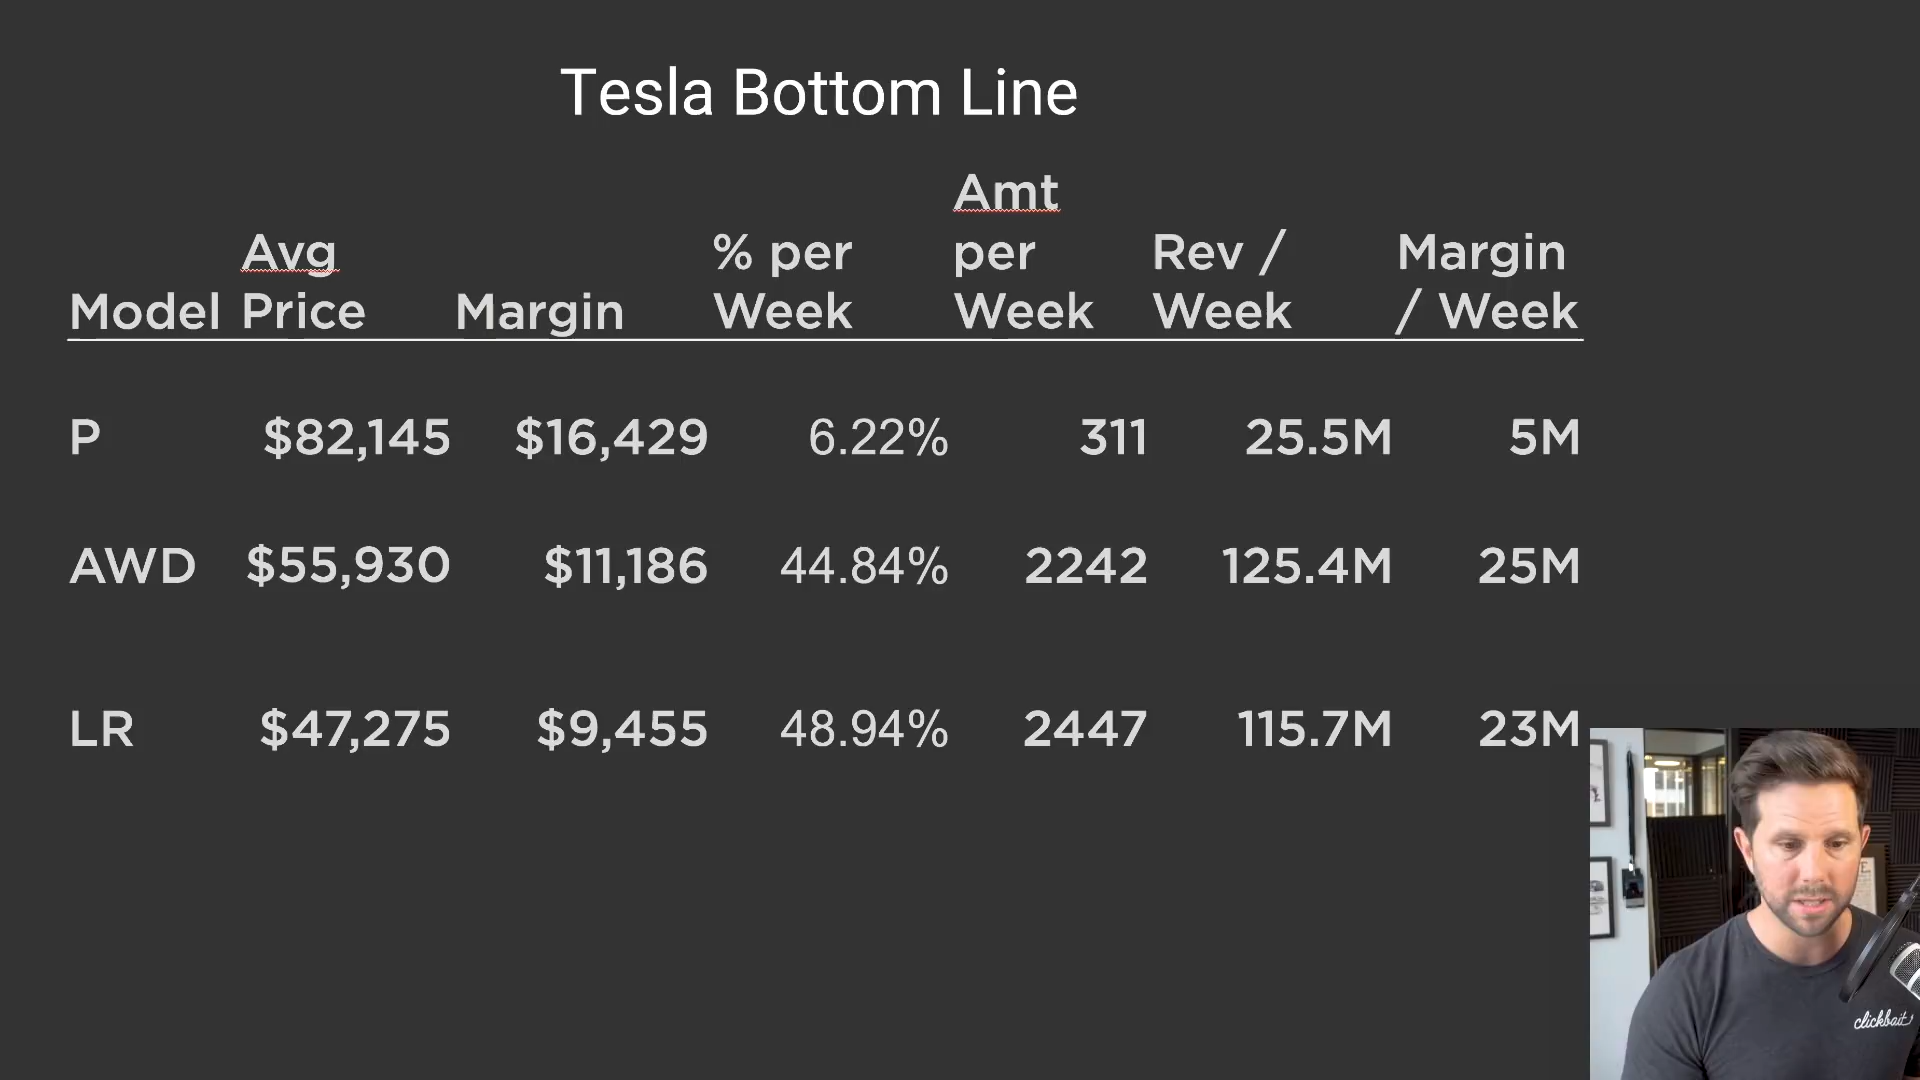 Tesla Bottom Line
Model Avg Price Margin % per Week Amt per Week Rev / Week Margin / Week
P $82,145 $16,429 6.22% 311 25.5M 5M
AWD $55,930 $11,186 44.84% 2242 125.4M 25M
LR $47,275 $9,455 48.94% 2447 115.7M 23M
clickbait